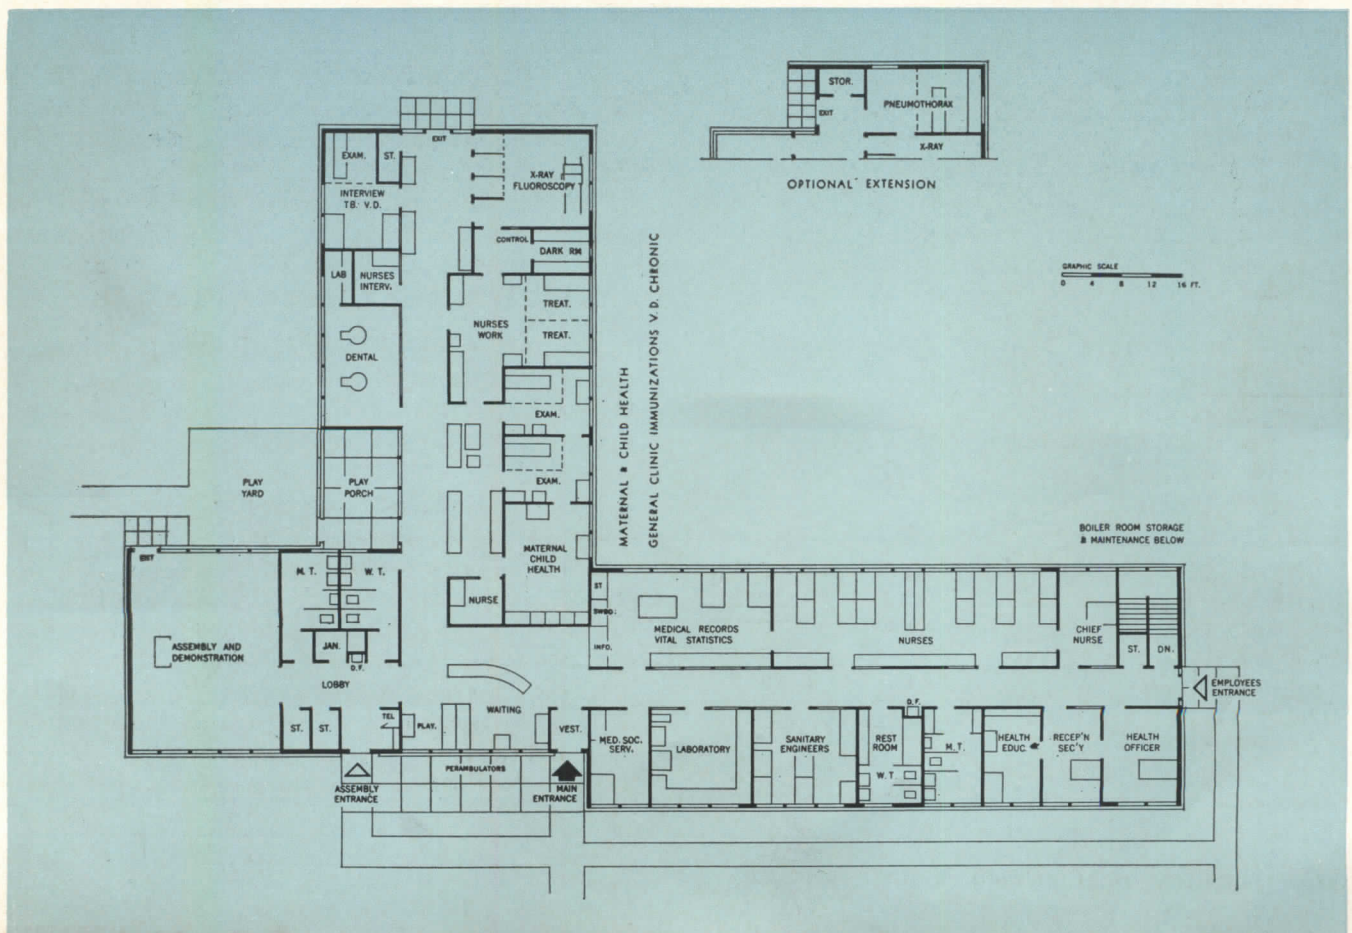 STOR.
PNEUMOTHORAX
EXIT
X-RAY
OPTIONAL EXTENSION
GRAPHIC SCALE
0 4 8 12 16 FT.
EXIT
EXAM.
ST.
INTERVIEW
TB. V.D.
X-RAY
FLUOROSCOPY
CONTROL
DARK RM
LAB
NURSES
INTERV.
TREAT.
NURSES
WORK
TREAT.
DENTAL
EXAM.
EXAM.
MATERNAL & CHILD HEALTH
GENERAL CLINIC IMMUNIZATIONS V.D. CHRONIC
PLAY
YARD
PLAY
PORCH
BOILER ROOM STORAGE
& MAINTENANCE BELOW
EXIT
M. T.
W. T.
MATERNAL
CHILD
HEALTH
NURSE
ST
SWBD.
INFO.
MEDICAL RECORDS
VITAL STATISTICS
NURSES
CHIEF
NURSE
ST.
DN.
ASSEMBLY AND
DEMONSTRATION
JAN.
D.F.
LOBBY
EMPLOYEES
ENTRANCE
ST.
ST.
TEL
PLAY.
WAITING
VEST.
MED. SOC.
SERV.
LABORATORY
SANITARY
ENGINEERS
REST
ROOM
D.F.
W. T
M. T.
HEALTH
EDUC.
RECEP'N
SEC'Y
HEALTH
OFFICER
PERAMBULATORS
ASSEMBLY
ENTRANCE
MAIN
ENTRANCE